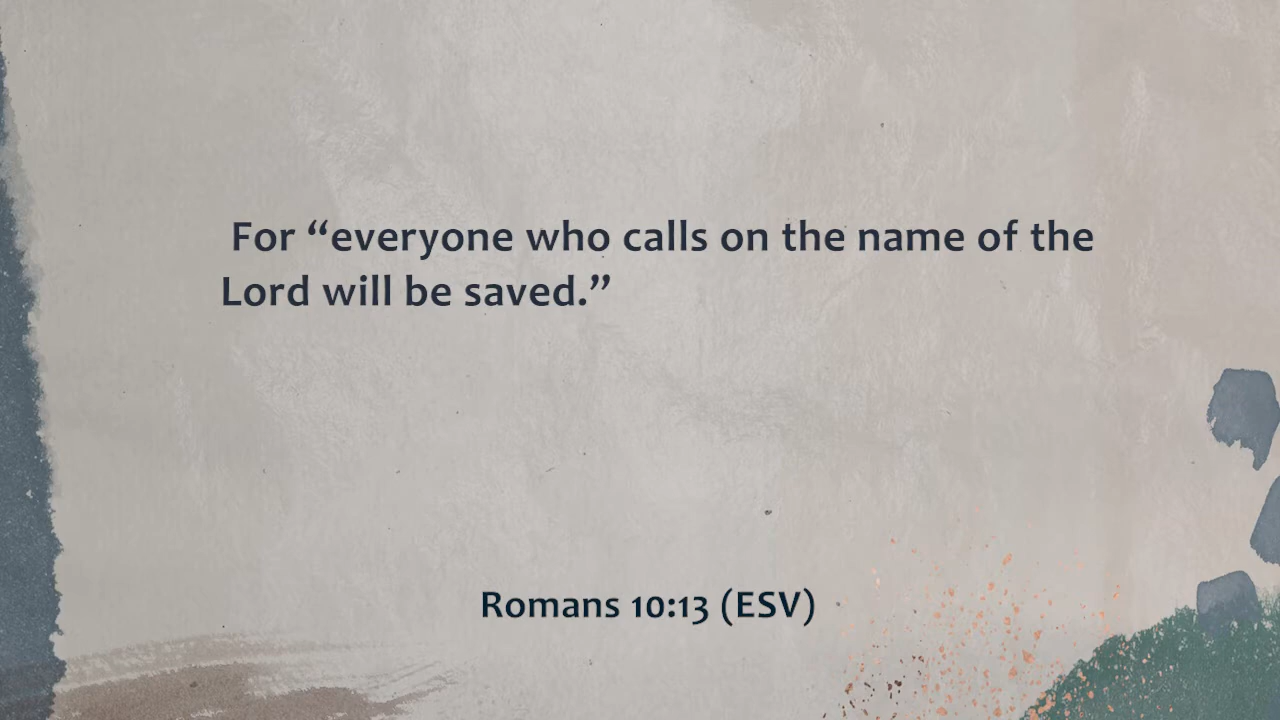 For “everyone who calls on the name of the
Lord will be saved.”
Romans 10:13 (ESV)